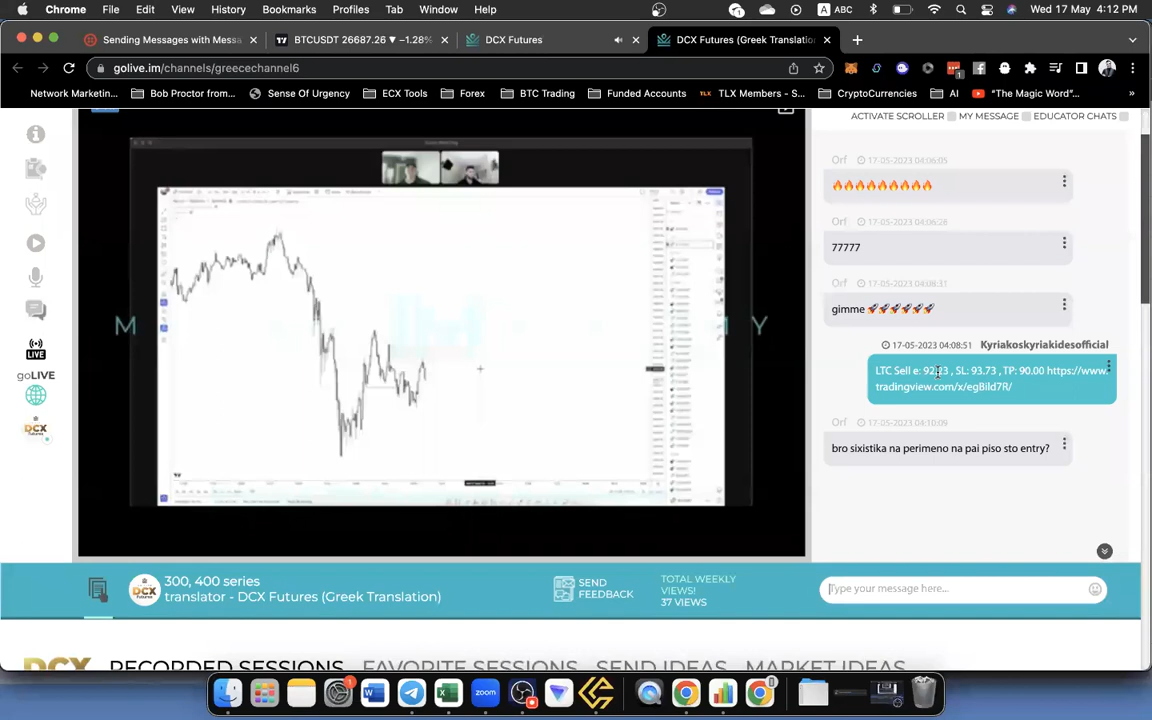 Chrome File Edit View History Bookmarks Profiles Tab Window Help
1 A ABC Wed 17 May 4:12 PM
Sending Messages with Messa
BTCUSDT 26687.26 ▼ −1.28%
DCX Futures
DCX Futures (Greek Translatio
golive.im/channels/greecechannel6
Network Marketin...
Bob Proctor from...
Sense Of Urgency
ECX Tools
Forex
BTC Trading
Funded Accounts
TLX Members - S...
CryptoCurrencies
AI
"The Magic Word"...
ACTIVATE SCROLLER MY MESSAGE EDUCATOR CHATS
Orf 17-05-2023 04:06:05
🔥🔥🔥🔥🔥🔥🔥🔥🔥
Orf 17-05-2023 04:06:28
77777
Orf 17-05-2023 04:08:31
gimme 🚀🚀🚀🚀🚀🚀
17-05-2023 04:08:51 Kyriakoskyriakidesofficial
LTC Sell e: 92.23 , SL: 93.73 , TP: 90.00 https://www.
tradingview.com/x/egBild7R/
Orf 17-05-2023 04:10:09
bro sixistika na perimeno na pai piso sto entry?
M Y
LIVE
goLIVE
DCX
300, 400 series
translator - DCX Futures (Greek Translation)
SEND
FEEDBACK
TOTAL WEEKLY
VIEWS!
37 VIEWS
Type your message here...
DCX RECORDED SESSIONS FAVORITE SESSIONS SEND IDEAS MARKET IDEAS
1
zoom